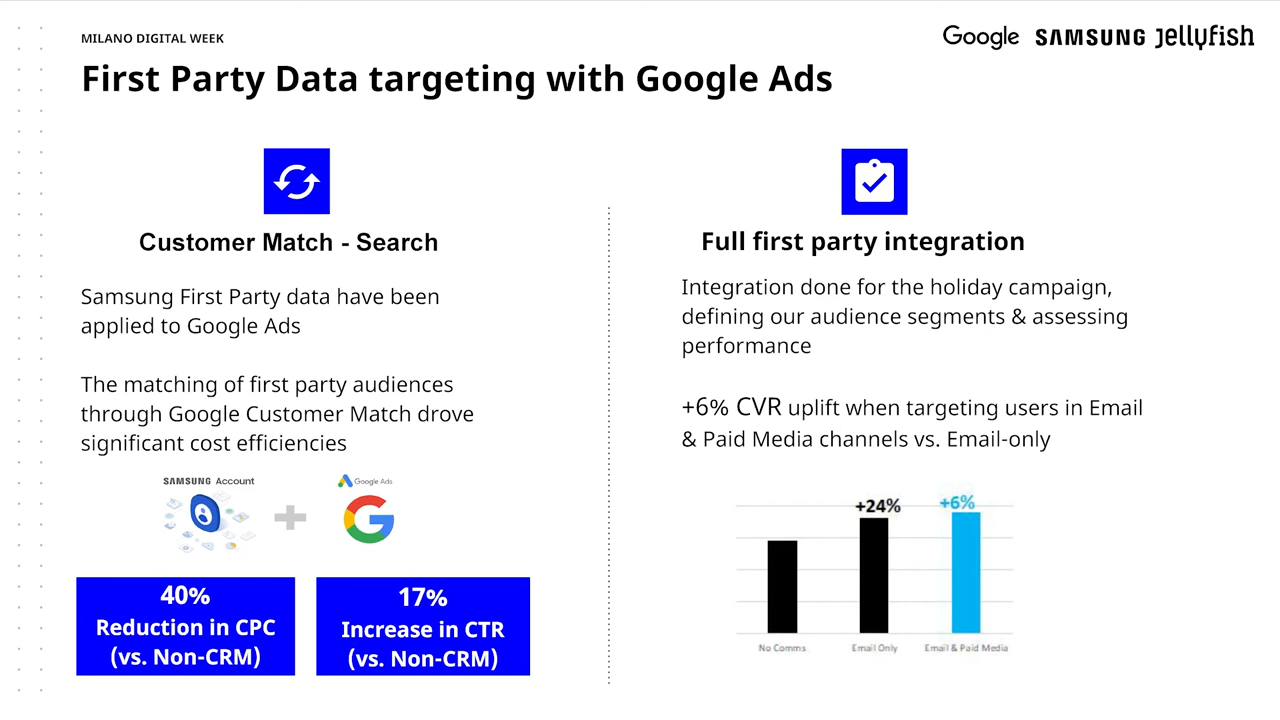 MILANO DIGITAL WEEK
Google SAMSUNG Jellyfish
First Party Data targeting with Google Ads
Customer Match - Search
Samsung First Party data have been
applied to Google Ads
The matching of first party audiences
through Google Customer Match drove
significant cost efficiencies
SAMSUNG Account
Google Ads
40%
Reduction in CPC
(vs. Non-CRM)
17%
Increase in CTR
(vs. Non-CRM)
Full first party integration
Integration done for the holiday campaign,
defining our audience segments & assessing
performance
+6% CVR uplift when targeting users in Email
& Paid Media channels vs. Email-only
+24%
+6%
No Comms
Email Only
Email & Paid Media